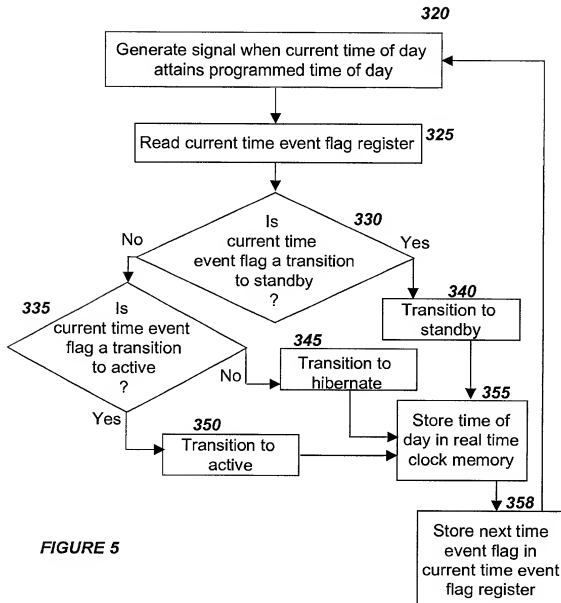 320
Generate signal when current time of day
attains programmed time of day
Read current time event flag register
325
Is
current time
event flag a transition
to standby
?
330
No
Yes
335
Is
current time event
flag a transition
to active
?
No
Yes
340
Transition to
standby
345
Transition to
hibernate
350
Transition to
active
355
Store time of
day in real time
clock memory
358
Store next time
event flag in
current time event
flag register
FIGURE 5